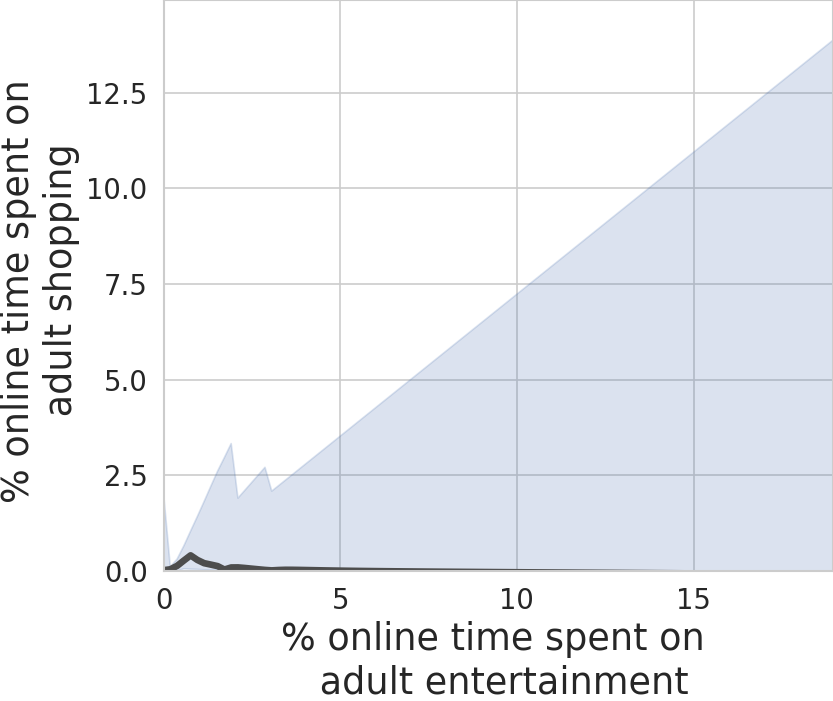 % online time spent on
adult shopping
12.5
10.0
7.5
5.0
2.5
0.0
0 5 10 15
% online time spent on
adult entertainment